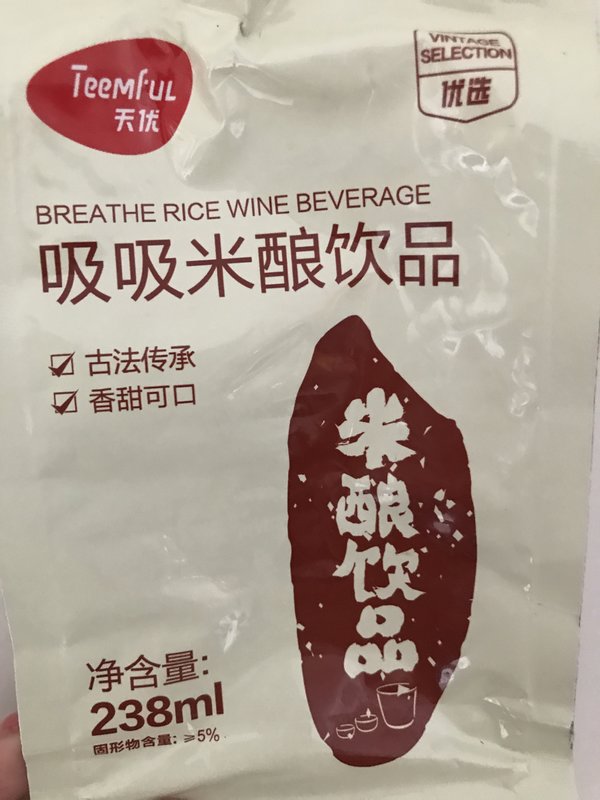 Teemful
天优
VINTAGE
SELECTION
优选
BREATHE RICE WINE BEVERAGE
吸吸米酿饮品
古法传承
香甜可口
米酿饮品
净含量:
238ml
固形物含量: ≥5%